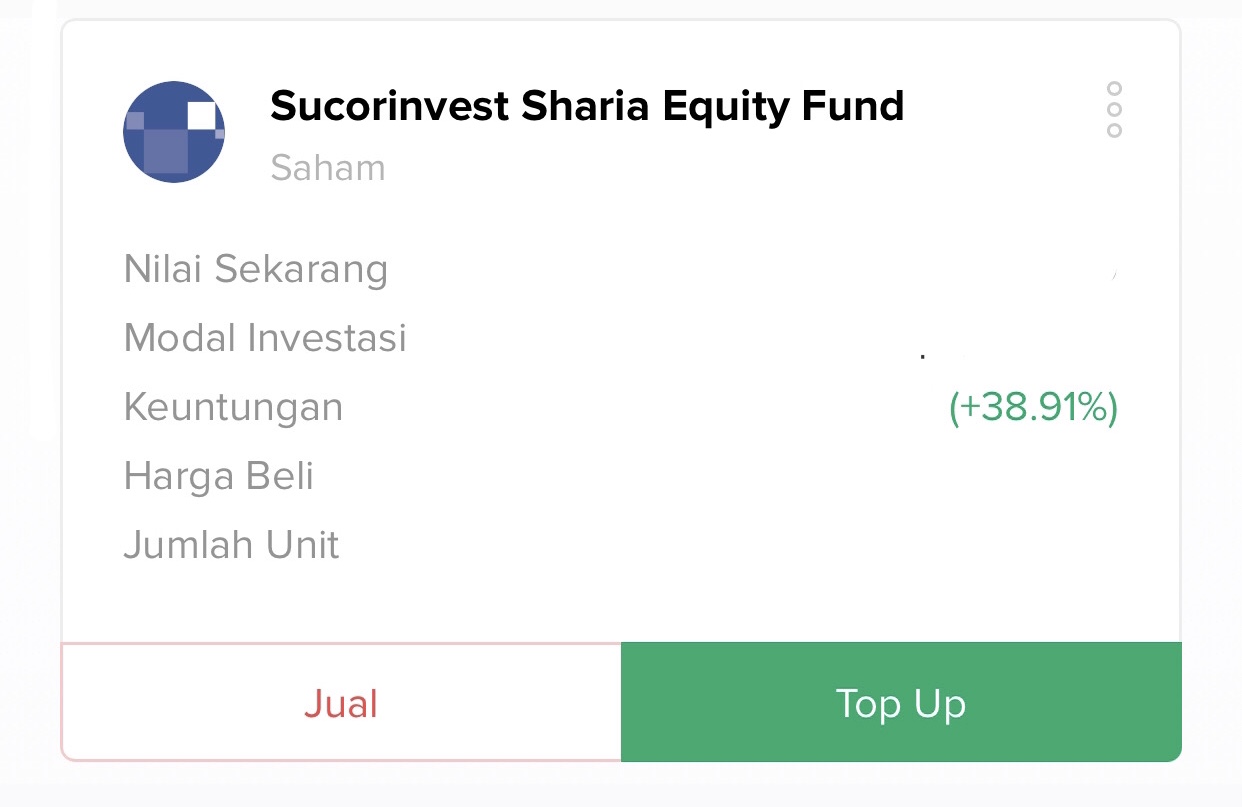 Sucorinvest Sharia Equity Fund
Saham
Nilai Sekarang
Modal Investasi
Keuntungan (+38.91%)
Harga Beli
Jumlah Unit
Jual Top Up